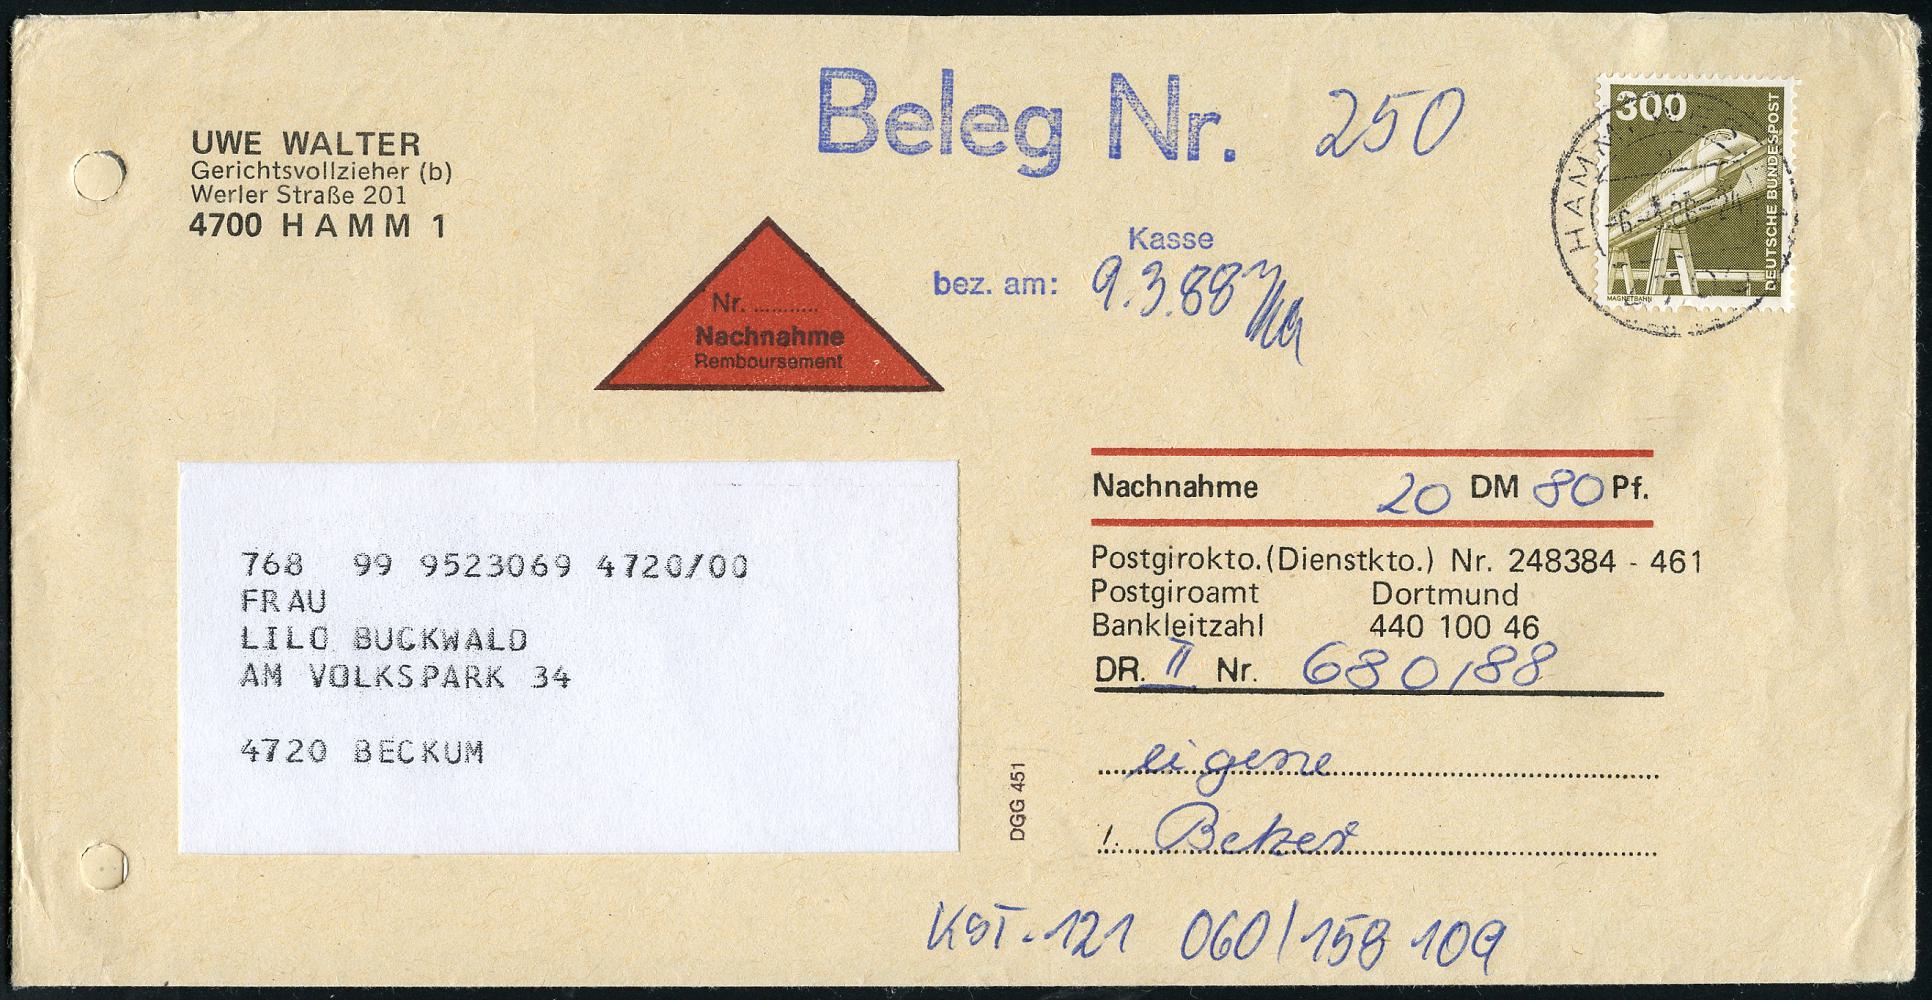 UWE WALTER
Gerichtsvollzieher (b)
Werler Straße 201
4700 HAMM 1
Beleg Nr. 250
Kasse
bez. am: 9.3.88
300
DEUTSCHE BUNDESPOST
MAGNETBAHN
HAMM
Nr. ...........
Nachnahme
Remboursement
768 99 9523069 4720/00
FRAU
LILO BUCKWALD
AM VOLKSPARK 34
4720 BECKUM
Nachnahme 20 DM 80 Pf.
Postgirokto. (Dienstkto.) Nr. 248384 - 461
Postgiroamt Dortmund
Bankleitzahl 440 100 46
DR. II Nr. 680/88
eigene
DGG 451
KST. 121 060/158 109